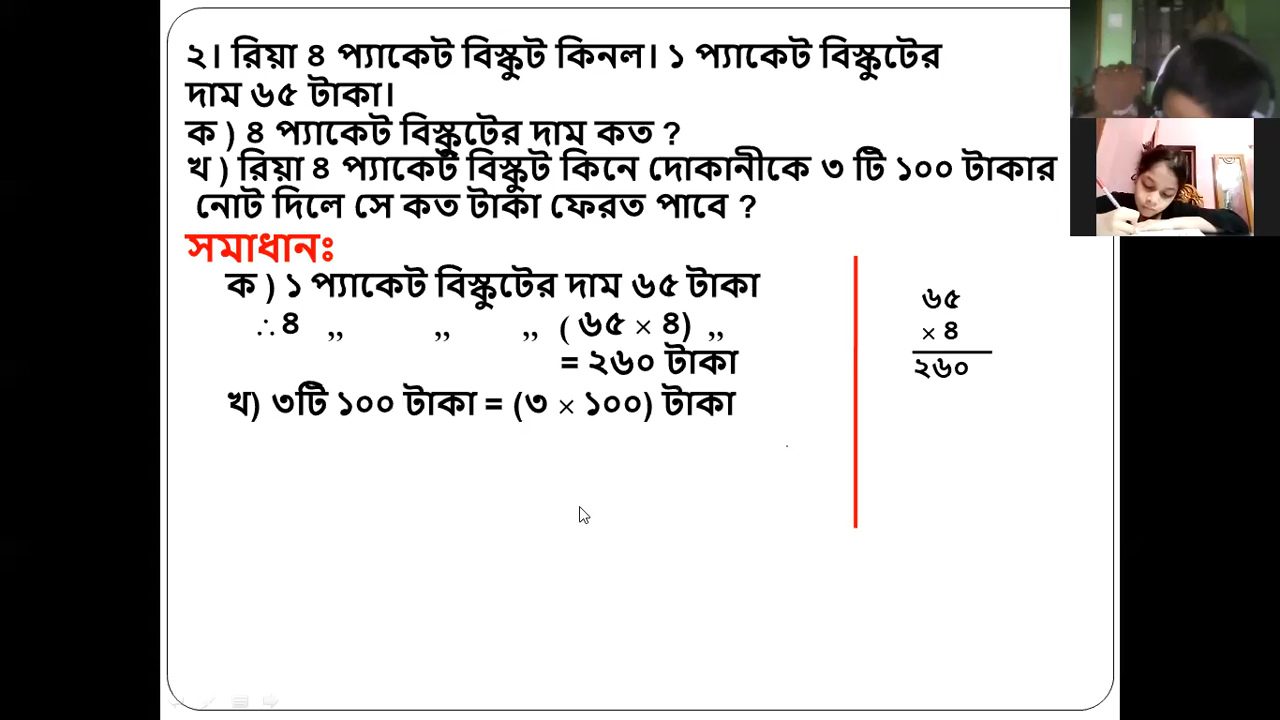 ২। রিয়া ৪ প্যাকেট বিস্কুট কিনল। ১ প্যাকেট বিস্কুটের
দাম ৬৫ টাকা।
ক ) ৪ প্যাকেট বিস্কুটের দাম কত ?
খ ) রিয়া ৪ প্যাকেট বিস্কুট কিনে দোকানীকে ৩ টি ১০০ টাকার
নোট দিলে সে কত টাকা ফেরত পাবে ?
সমাধানঃ
ক ) ১ প্যাকেট বিস্কুটের দাম ৬৫ টাকা
∴ ৪ ,, ,, ,, ( ৬৫ × ৪) ,,
= ২৬০ টাকা
খ) ৩টি ১০০ টাকা = (৩ × ১০০) টাকা
৬৫
× ৪
২৬০